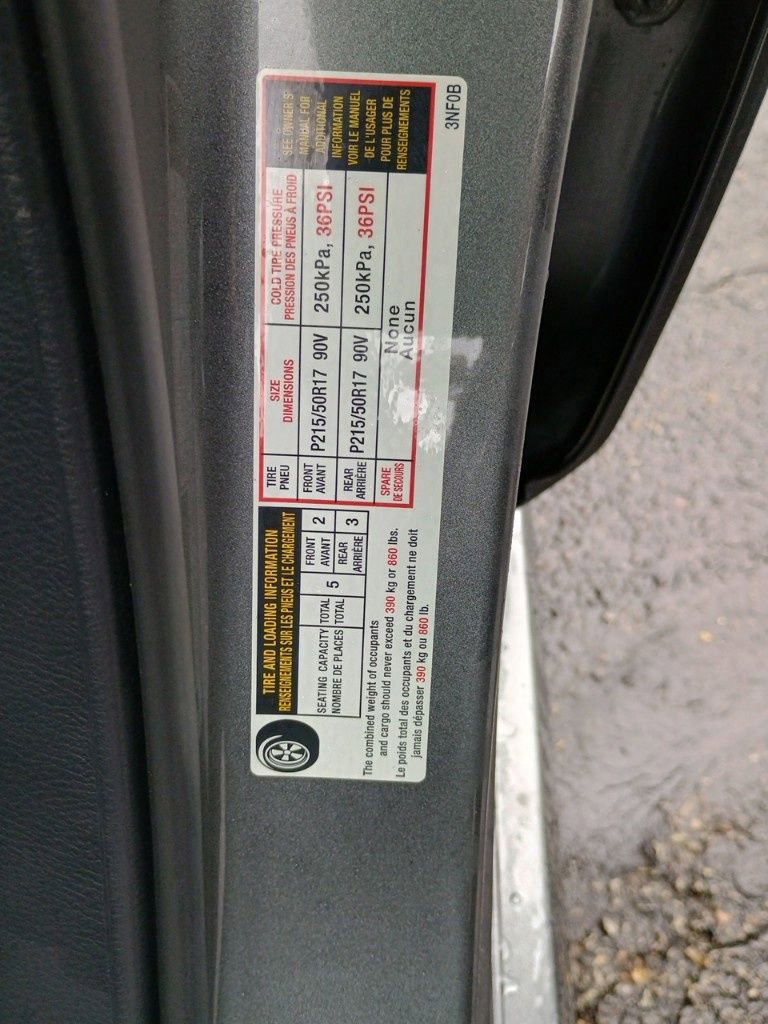 TIRE AND LOADING INFORMATION
RENSEIGNEMENTS SUR LES PNEUS ET LE CHARGEMENT
SEATING CAPACITY
NOMBRE DE PLACES
TOTAL
TOTAL
5
FRONT
AVANT
2
REAR
ARRIÈRE
3
The combined weight of occupants
and cargo should never exceed 390 kg or 860 lbs.
Le poids total des occupants et du chargement ne doit
jamais dépasser 390 kg ou 860 lb.
TIRE
PNEU
SIZE
DIMENSIONS
COLD TIRE PRESSURE
PRESSION DES PNEUS À FROID
FRONT
AVANT
P215/50R17 90V
250kPa, 36PSI
REAR
ARRIÈRE
P215/50R17 90V
250kPa, 36PSI
SPARE
DE SECOURS
None
Aucun
SEE OWNER'S
MANUAL FOR
ADDITIONAL
INFORMATION
VOIR LE MANUEL
DE L'USAGER
POUR PLUS DE
RENSEIGNEMENTS
3NF0B